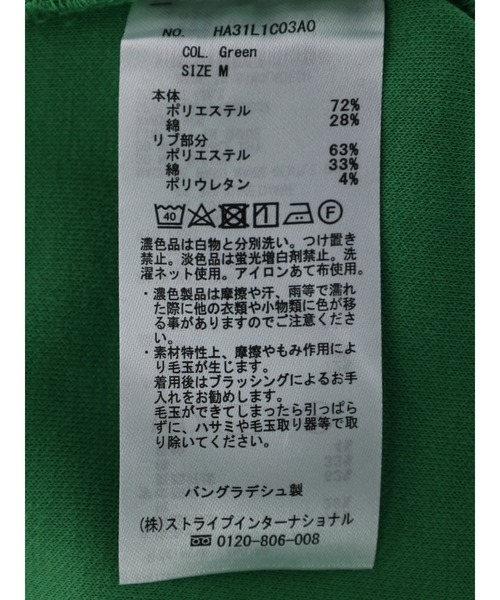 NO. HA31L1C03A0
COL. Green
SIZE M
本体
ポリエステル 72%
綿 28%
リブ部分
ポリエステル 63%
綿 33%
ポリウレタン 4%
40 F
濃色品は白物と分別洗い。つけ置き
禁止。淡色品は蛍光増白剤禁止。洗
濯ネット使用。アイロンあて布使用。
・濃色製品は摩擦や汗、雨等で濡れ
た際に他の衣類や小物類に色が移
る事がありますのでご注意くださ
い。
・素材特性上、摩擦やもみ作用によ
り毛玉が生じます。
着用後はブラッシングによるお手
入れをお勧めします。
毛玉ができてしまったら引っぱら
ずに、ハサミや毛玉取り器等で取
り除いてください。
バングラデシュ製
(株)ストライプインターナショナル
0120-806-008